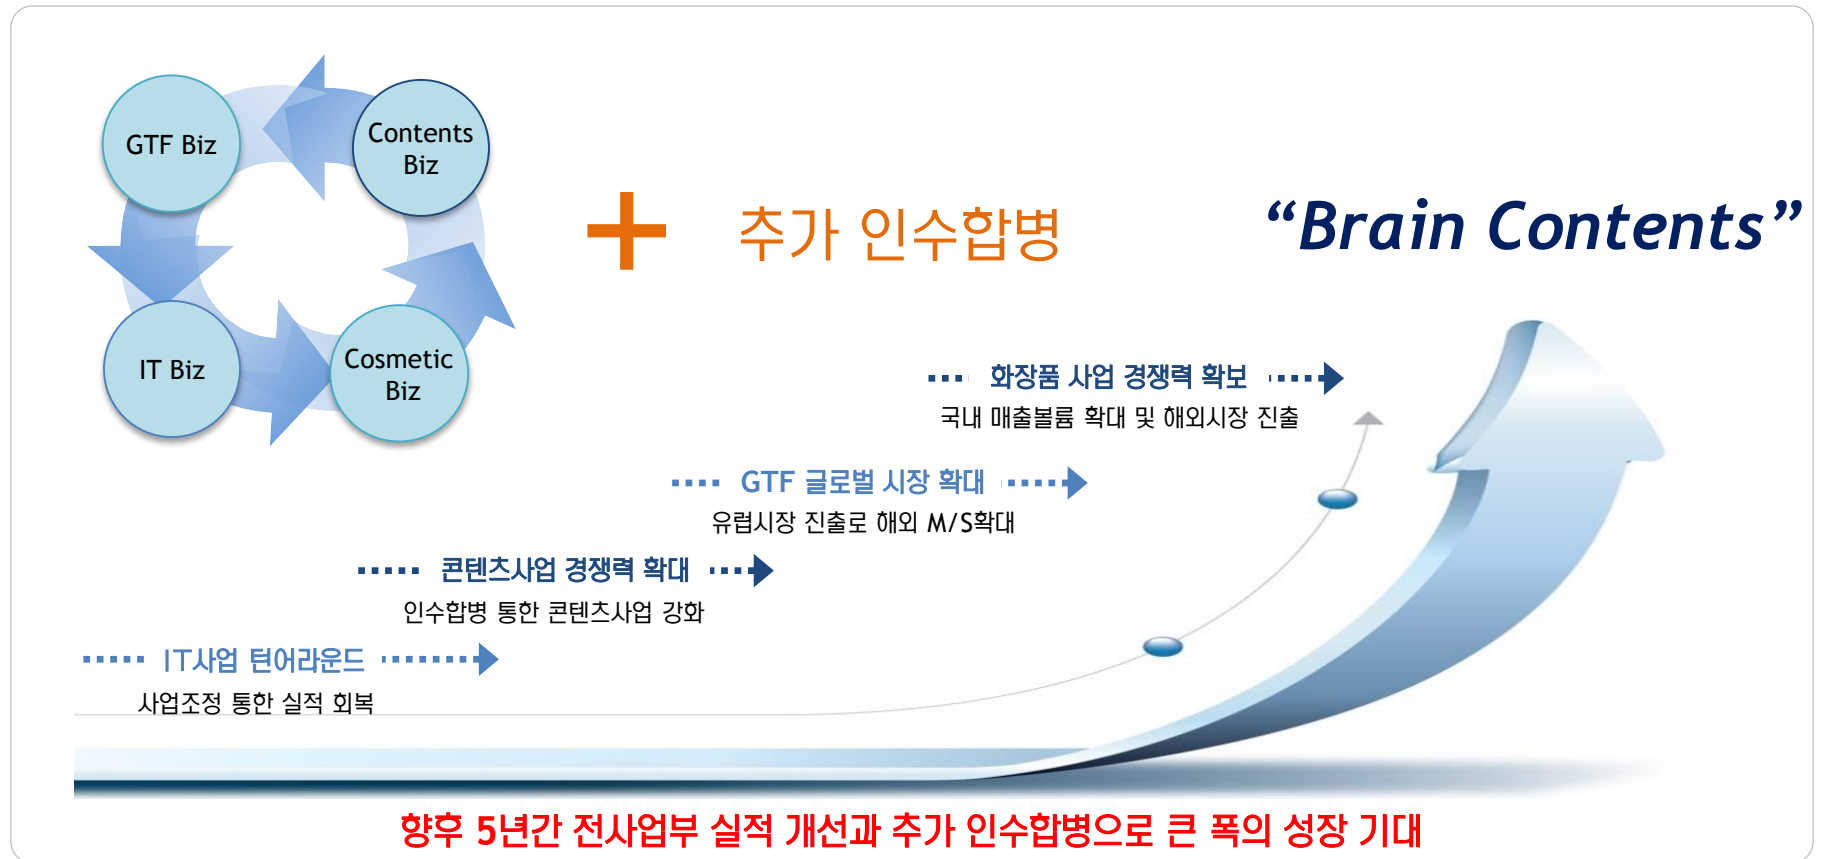 GTF Biz
Contents
Biz
IT Biz
Cosmetic
Biz
+ 추가 인수합병
“Brain Contents”
화장품 사업 경쟁력 확보
국내 매출볼륨 확대 및 해외시장 진출
GTF 글로벌 시장 확대
유럽시장 진출로 해외 M/S확대
콘텐츠사업 경쟁력 확대
인수합병 통한 콘텐츠사업 강화
IT사업 턴어라운드
사업조정 통한 실적 회복
향후 5년간 전사업부 실적 개선과 추가 인수합병으로 큰 폭의 성장 기대